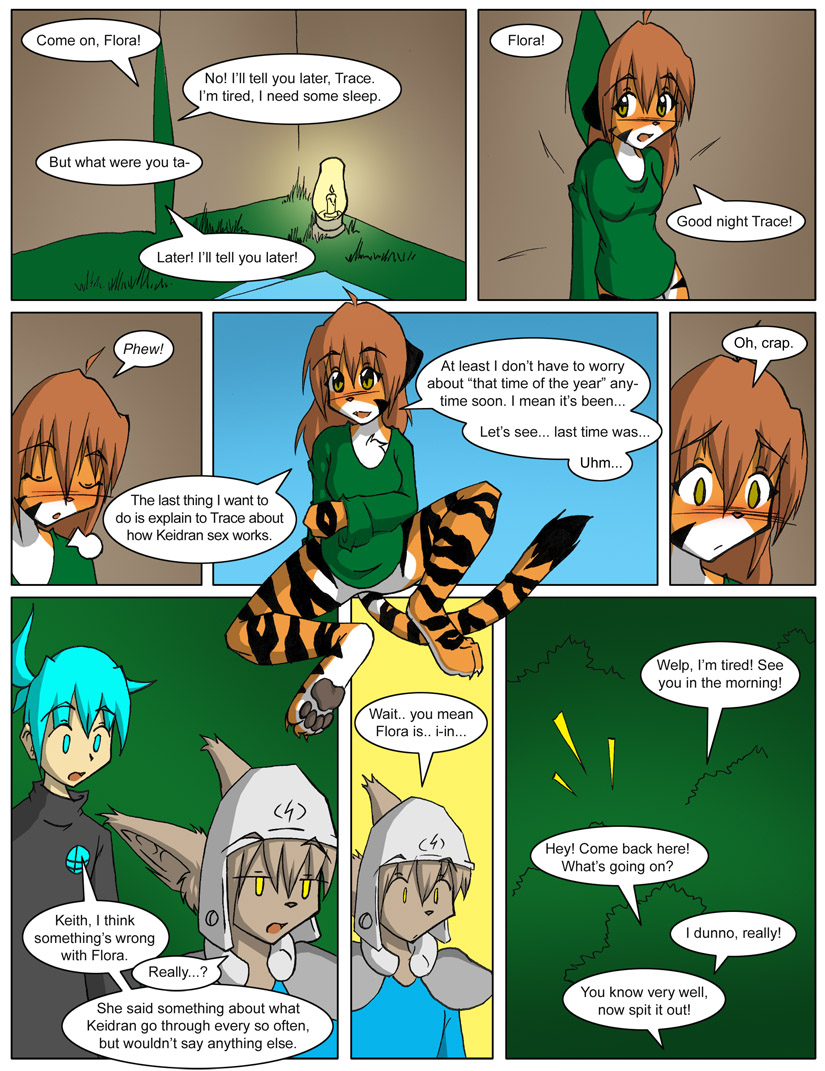 Come on, Flora!
No! I'll tell you later, Trace.
I'm tired, I need some sleep.
But what were you ta-
Later! I'll tell you later!
Flora!
Good night Trace!
Phew!
The last thing I want to
do is explain to Trace about
how Keidran sex works.
At least I don't have to worry
about “that time of the year” any-
time soon. I mean it's been...
Let's see... last time was...
Uhm...
Oh, crap.
Keith, I think
something's wrong
with Flora.
Really...?
She said something about what
Keidran go through every so often,
but wouldn't say anything else.
Wait.. you mean
Flora is.. i-in...
Welp, I'm tired! See
you in the morning!
Hey! Come back here!
What's going on?
I dunno, really!
You know very well,
now spit it out!